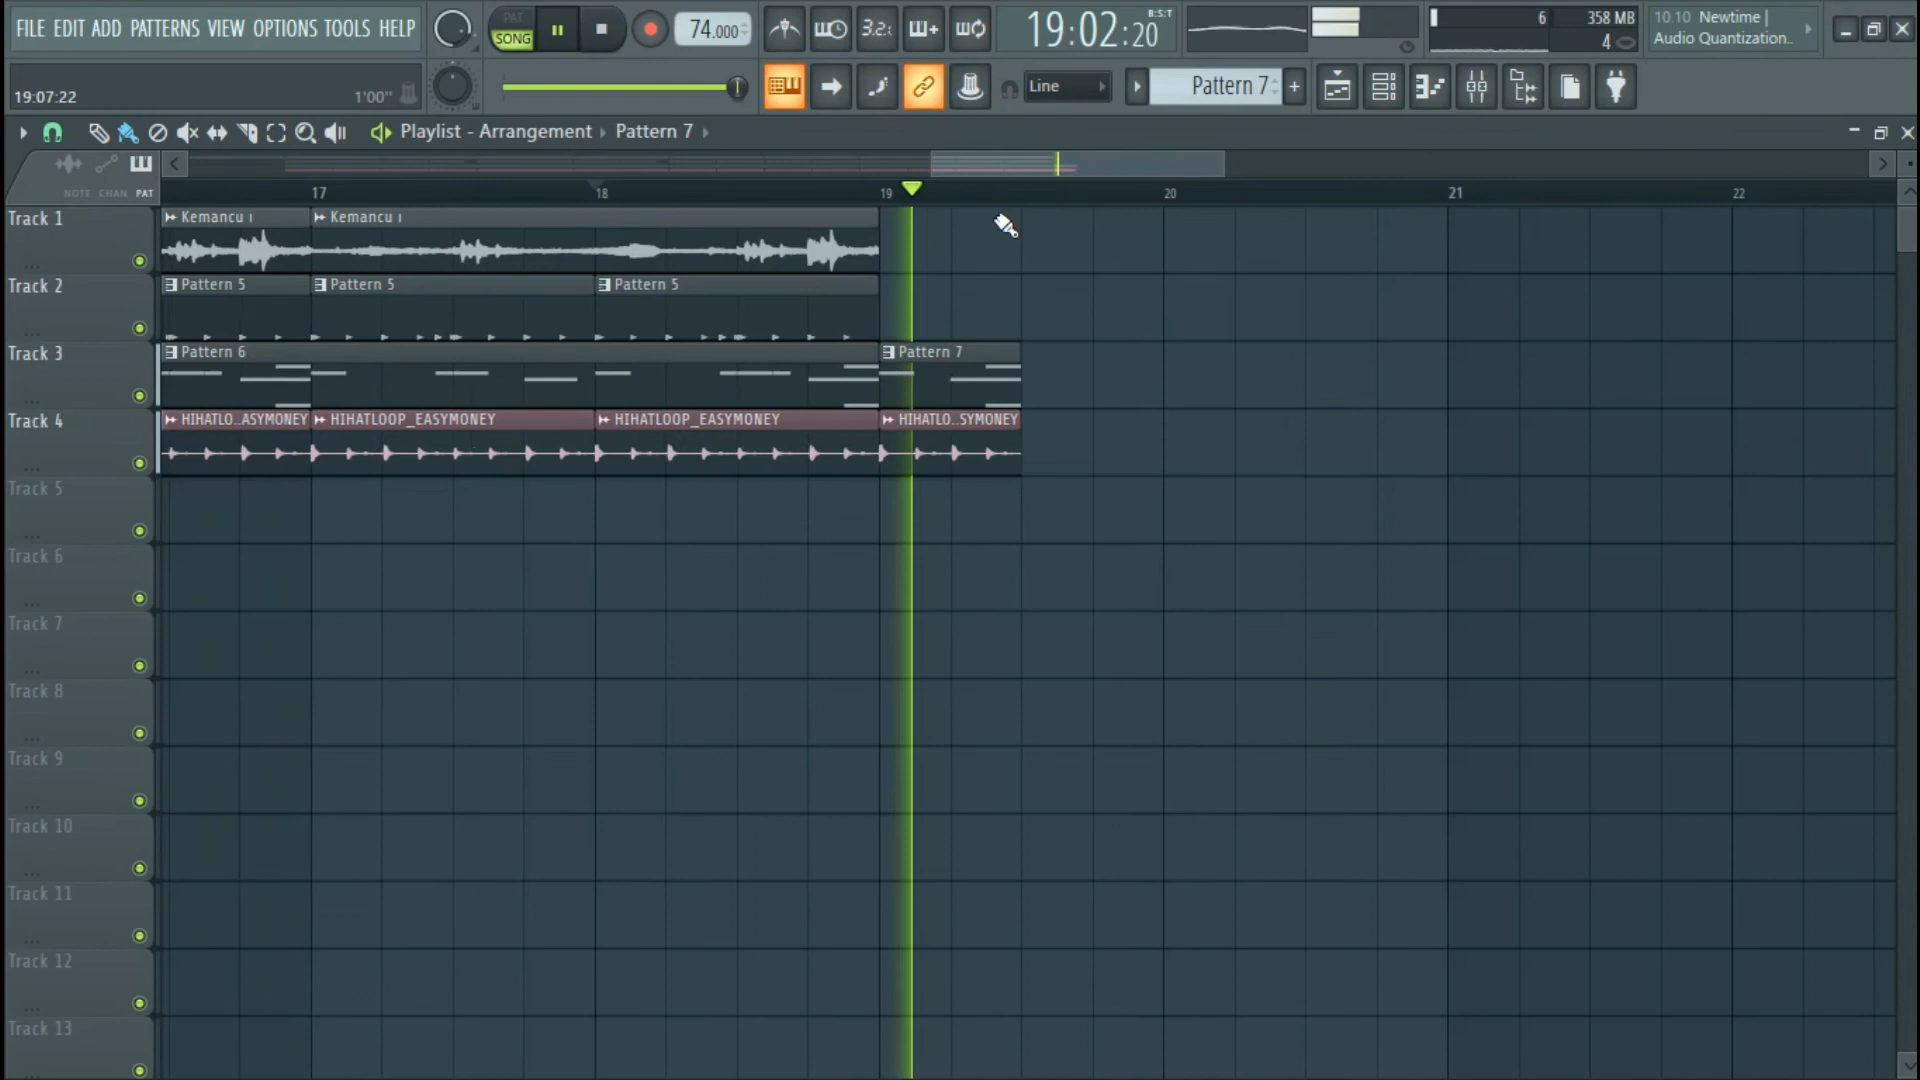 FILE EDIT ADD PATTERNS VIEW OPTIONS TOOLS HELP
PAT
SONG
74.000
3.2.
19:02:20
B:S:T
6
358 MB
4
10.10 Newtime |
Audio Quantization..
19:07:22
1'00"
Line
Pattern 7
+
Playlist - Arrangement › Pattern 7 ›
NOTE CHAN PAT
17 18 19 20 21 22
Track 1
Kemancu ı
Kemancu ı
Track 2
Pattern 5
Pattern 5
Pattern 5
Track 3
Pattern 6
Pattern 7
Track 4
HIHATLO..ASYMONEY
HIHATLOOP_EASYMONEY
HIHATLOOP_EASYMONEY
HIHATLO..SYMONEY
Track 5
Track 6
Track 7
Track 8
Track 9
Track 10
Track 11
Track 12
Track 13